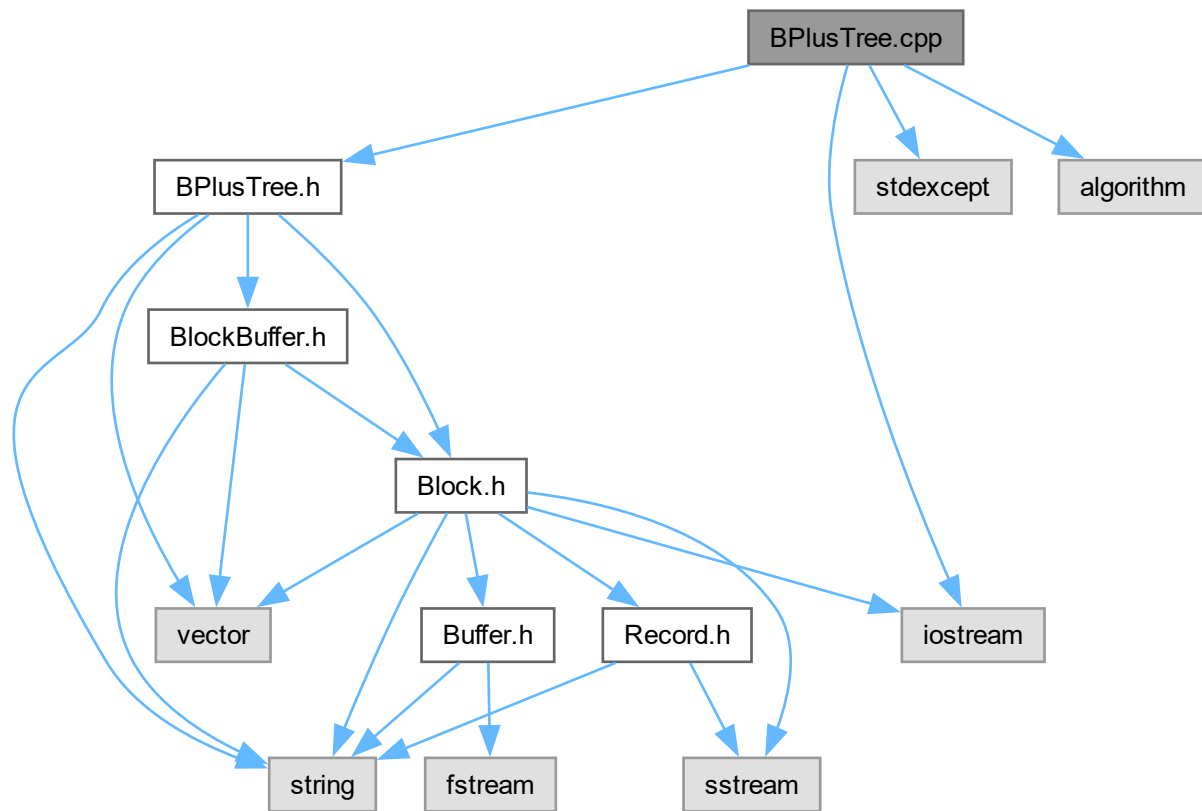 BPlusTree.cpp
BPlusTree.h
stdexcept
algorithm
BlockBuffer.h
Block.h
vector
Buffer.h
Record.h
iostream
string
fstream
sstream